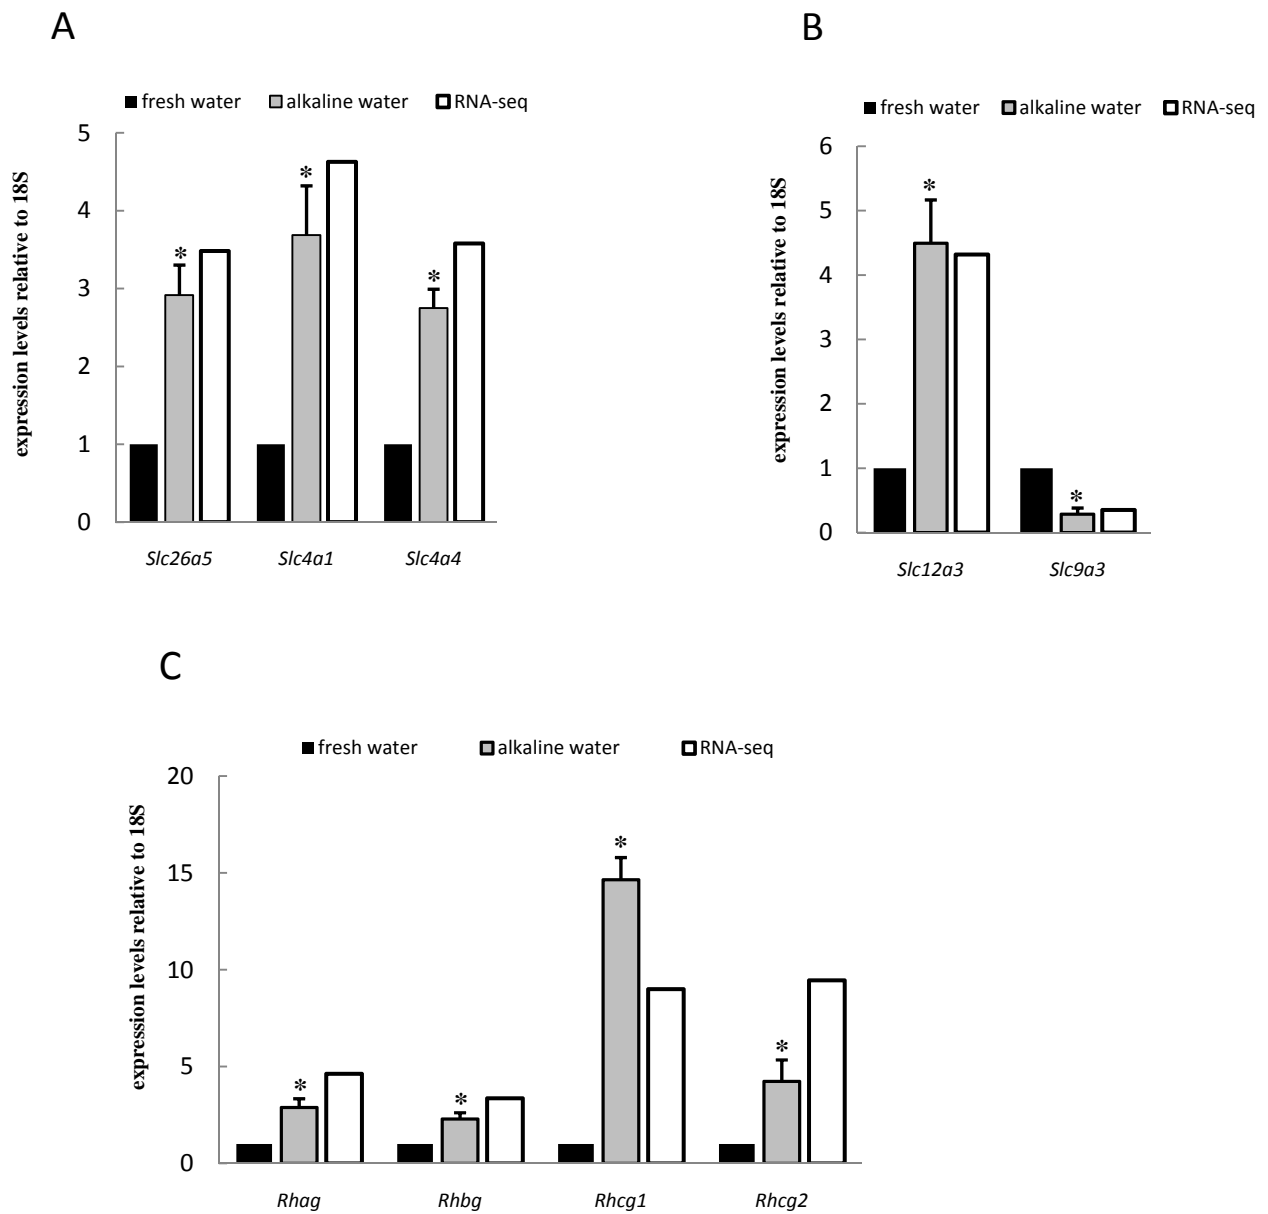 A
fresh water alkaline water RNA-seq
expression levels relative to 18S
5
4
3
2
1
0
* * *
Slc26a5 Slc4a1 Slc4a4
B
fresh water alkaline water RNA-seq
expression levels relative to 18S
6
5
4
3
2
1
0
* *
Slc12a3 Slc9a3
C
fresh water alkaline water RNA-seq
expression levels relative to 18S
20
15
10
5
0
* * * *
Rhag Rhbg Rhcg1 Rhcg2